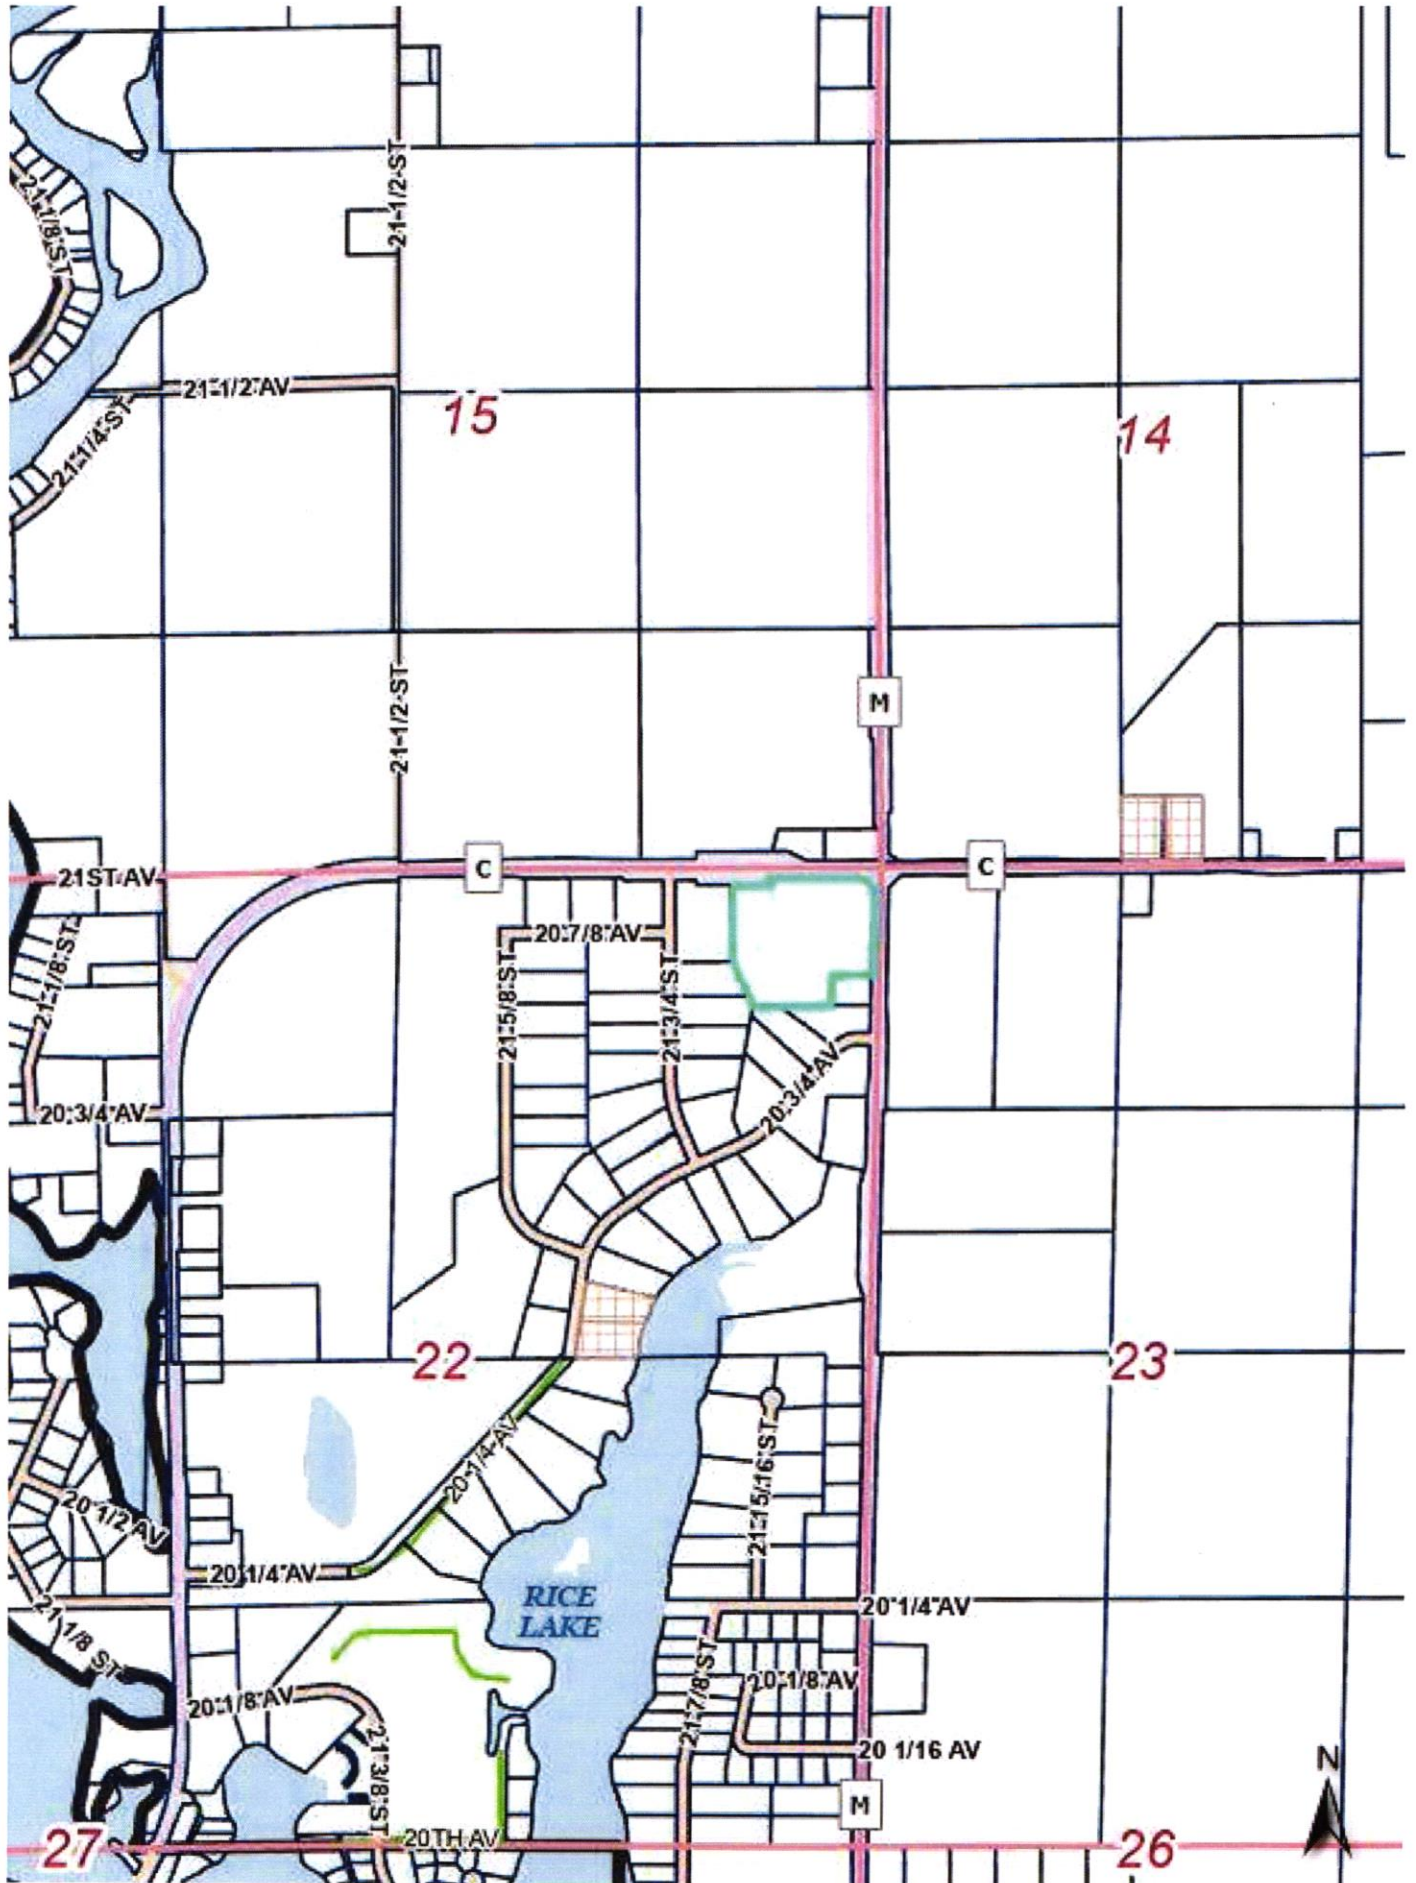 21-1/2-ST
21-1/8-ST
21-1/2 AV
21-1/4-ST
15
14
21-1/2-ST
M
C
C
21ST AV
20-7/8-AV
21-1/8-ST
21-5/8-ST
21-3/4-ST
20-3/4-AV
20-3/4-AV
22
23
20-1/4-AV
21-15/16-ST
20 1/2 AV
20-1/4-AV
RICE
LAKE
20-1/4-AV
21 1/8 ST
21-7/8-ST
20-1/8-AV
20-1/8-AV
21-3/8-ST
20 1/16 AV
N
M
20TH AV
27
26